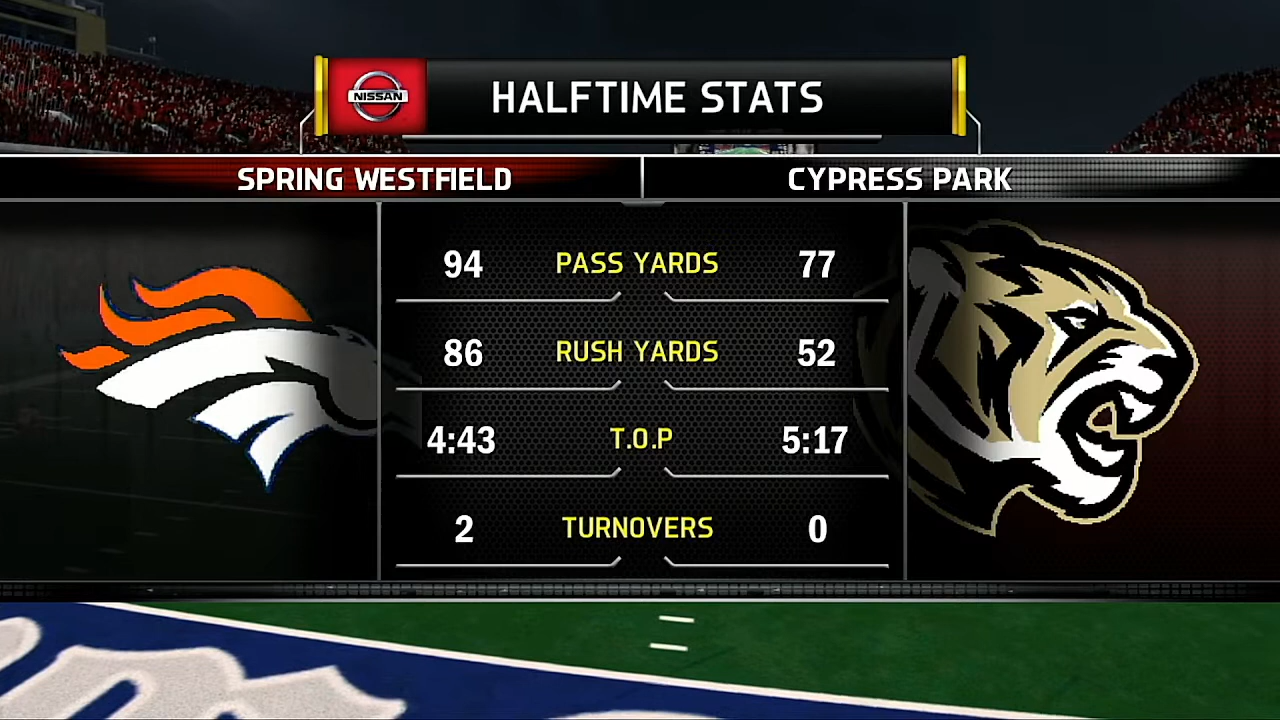 NISSAN
HALFTIME STATS
SPRING WESTFIELD
CYPRESS PARK
94 PASS YARDS 77
86 RUSH YARDS 52
4:43 T.O.P 5:17
2 TURNOVERS 0